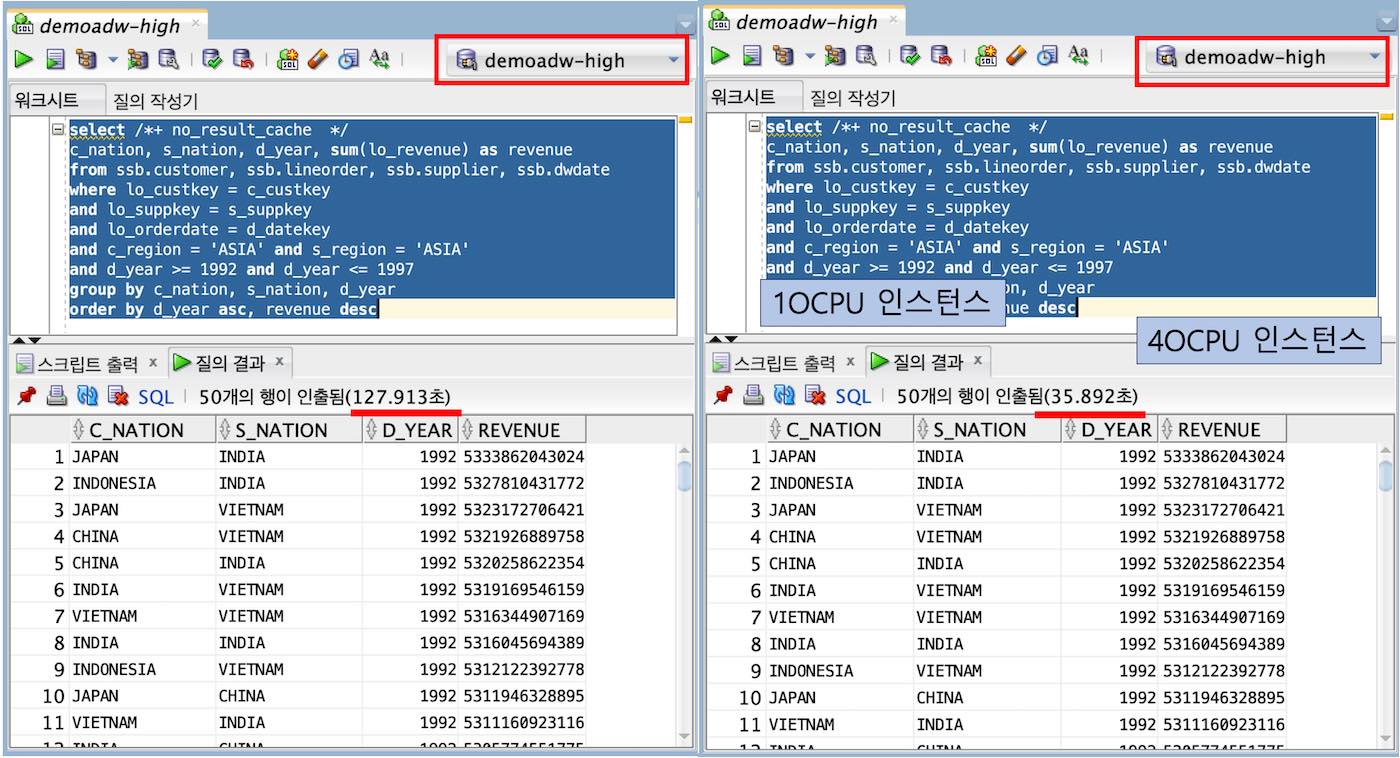 demoadw-high
demoadw-high
워크시트 질의 작성기
select /*+ no_result_cache */
c_nation, s_nation, d_year, sum(lo_revenue) as revenue
from ssb.customer, ssb.lineorder, ssb.supplier, ssb.dwdate
where lo_custkey = c_custkey
and lo_suppkey = s_suppkey
and lo_orderdate = d_datekey
and c_region = 'ASIA' and s_region = 'ASIA'
and d_year >= 1992 and d_year <= 1997
group by c_nation, s_nation, d_year
order by d_year asc, revenue desc
스크립트 출력 x 질의 결과 x
SQL 50개의 행이 인출됨(127.913초)
C_NATION S_NATION D_YEAR REVENUE
1 JAPAN INDIA 1992 5333862043024
2 INDONESIA INDIA 1992 5327810431772
3 JAPAN VIETNAM 1992 5323172706421
4 CHINA VIETNAM 1992 5321926889758
5 CHINA INDIA 1992 5320258622354
6 INDIA VIETNAM 1992 5319169546159
7 VIETNAM VIETNAM 1992 5316344907169
8 INDIA INDIA 1992 5316045694389
9 INDONESIA VIETNAM 1992 5312122392778
10 JAPAN CHINA 1992 5311946328895
11 VIETNAM INDIA 1992 5311160923116
demoadw-high
demoadw-high
워크시트 질의 작성기
select /*+ no_result_cache */
c_nation, s_nation, d_year, sum(lo_revenue) as revenue
from ssb.customer, ssb.lineorder, ssb.supplier, ssb.dwdate
where lo_custkey = c_custkey
and lo_suppkey = s_suppkey
and lo_orderdate = d_datekey
and c_region = 'ASIA' and s_region = 'ASIA'
and d_year >= 1992 and d_year <= 1997
on, d_year
1OCPU 인스턴스
desc
4OCPU 인스턴스
스크립트 출력 x 질의 결과 x
SQL 50개의 행이 인출됨(35.892초)
C_NATION S_NATION D_YEAR REVENUE
1 JAPAN INDIA 1992 5333862043024
2 INDONESIA INDIA 1992 5327810431772
3 JAPAN VIETNAM 1992 5323172706421
4 CHINA VIETNAM 1992 5321926889758
5 CHINA INDIA 1992 5320258622354
6 INDIA VIETNAM 1992 5319169546159
7 VIETNAM VIETNAM 1992 5316344907169
8 INDIA INDIA 1992 5316045694389
9 INDONESIA VIETNAM 1992 5312122392778
10 JAPAN CHINA 1992 5311946328895
11 VIETNAM INDIA 1992 5311160923116